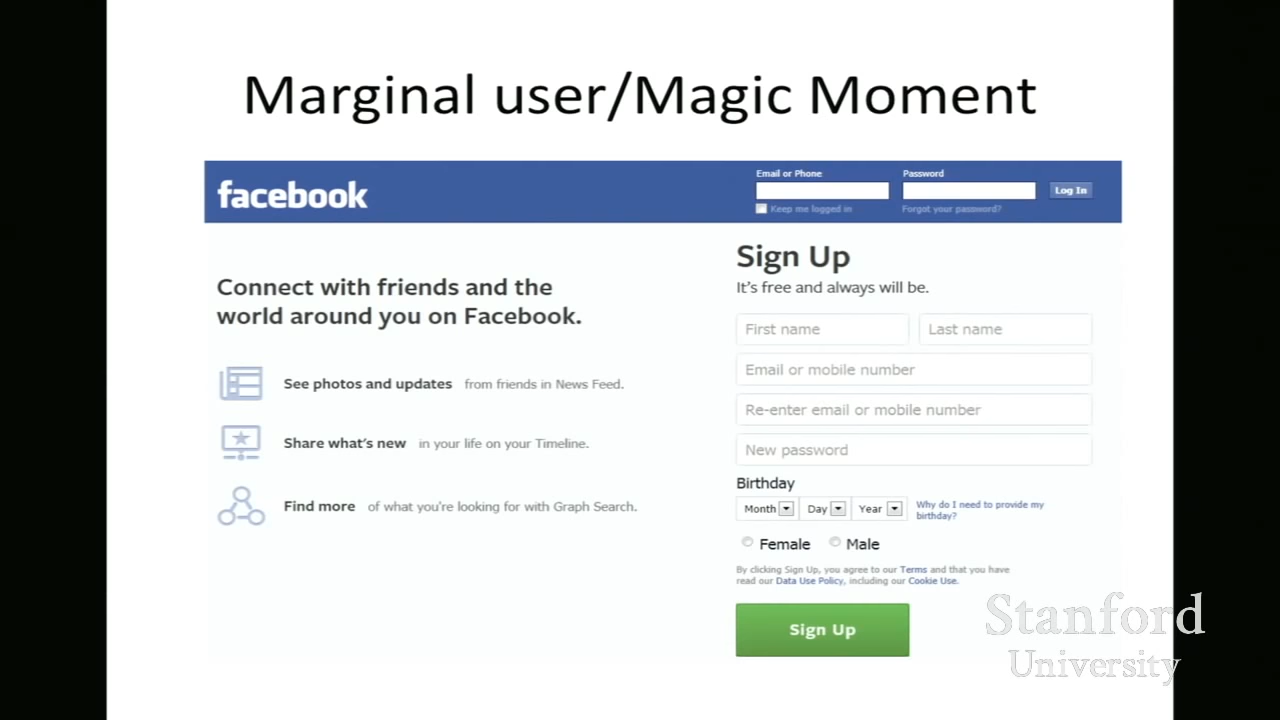 Marginal user/Magic Moment
facebook
Email or Phone
Password
Log In
Keep me logged in
Forgot your password?
Connect with friends and the
world around you on Facebook.
See photos and updates from friends in News Feed.
Share what's new in your life on your Timeline.
Find more of what you're looking for with Graph Search.
Sign Up
It's free and always will be.
First name
Last name
Email or mobile number
Re-enter email or mobile number
New password
Birthday
Month Day Year
Why do I need to provide my
birthday?
Female Male
By clicking Sign Up, you agree to our Terms and that you have
read our Data Use Policy, including our Cookie Use.
Sign Up
Stanford
University